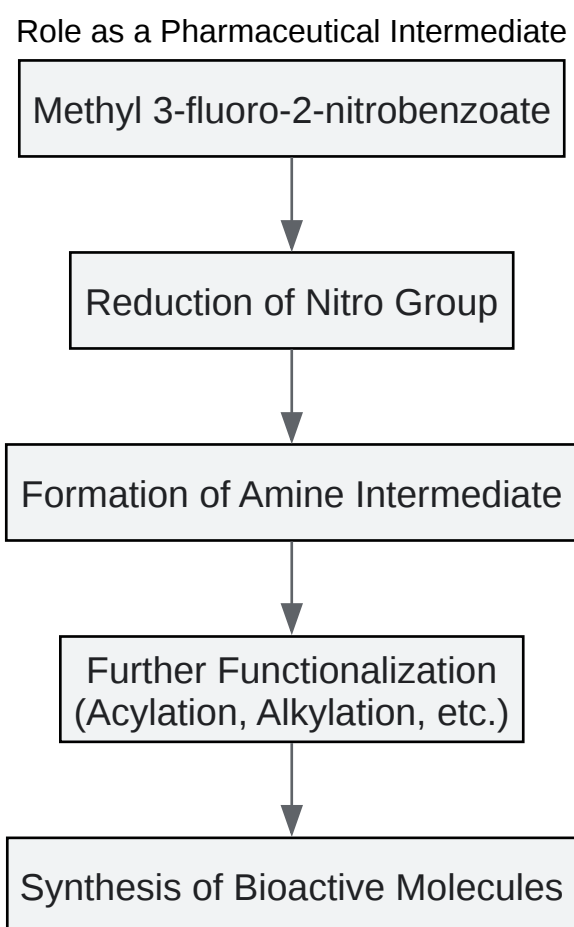 Role as a Pharmaceutical Intermediate
Methyl 3-fluoro-2-nitrobenzoate
Reduction of Nitro Group
Formation of Amine Intermediate
Further Functionalization
(Acylation, Alkylation, etc.)
Synthesis of Bioactive Molecules